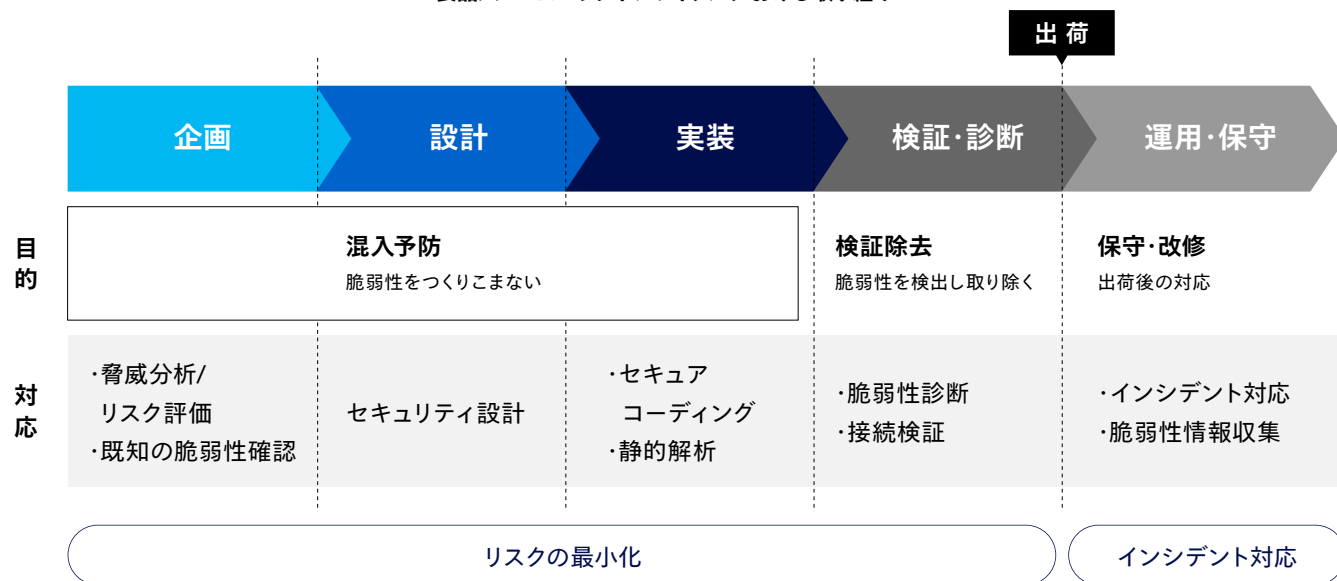 出荷
企画
設計
実装
検証・診断
運用・保守
目的
混入予防
脆弱性をつくりこまない
検証除去
脆弱性を検出し取り除く
保守・改修
出荷後の対応
対応
・脅威分析/
リスク評価
・既知の脆弱性確認
セキュリティ設計
・セキュア
コーディング
・静的解析
・脆弱性診断
・接続検証
・インシデント対応
・脆弱性情報収集
リスクの最小化
インシデント対応